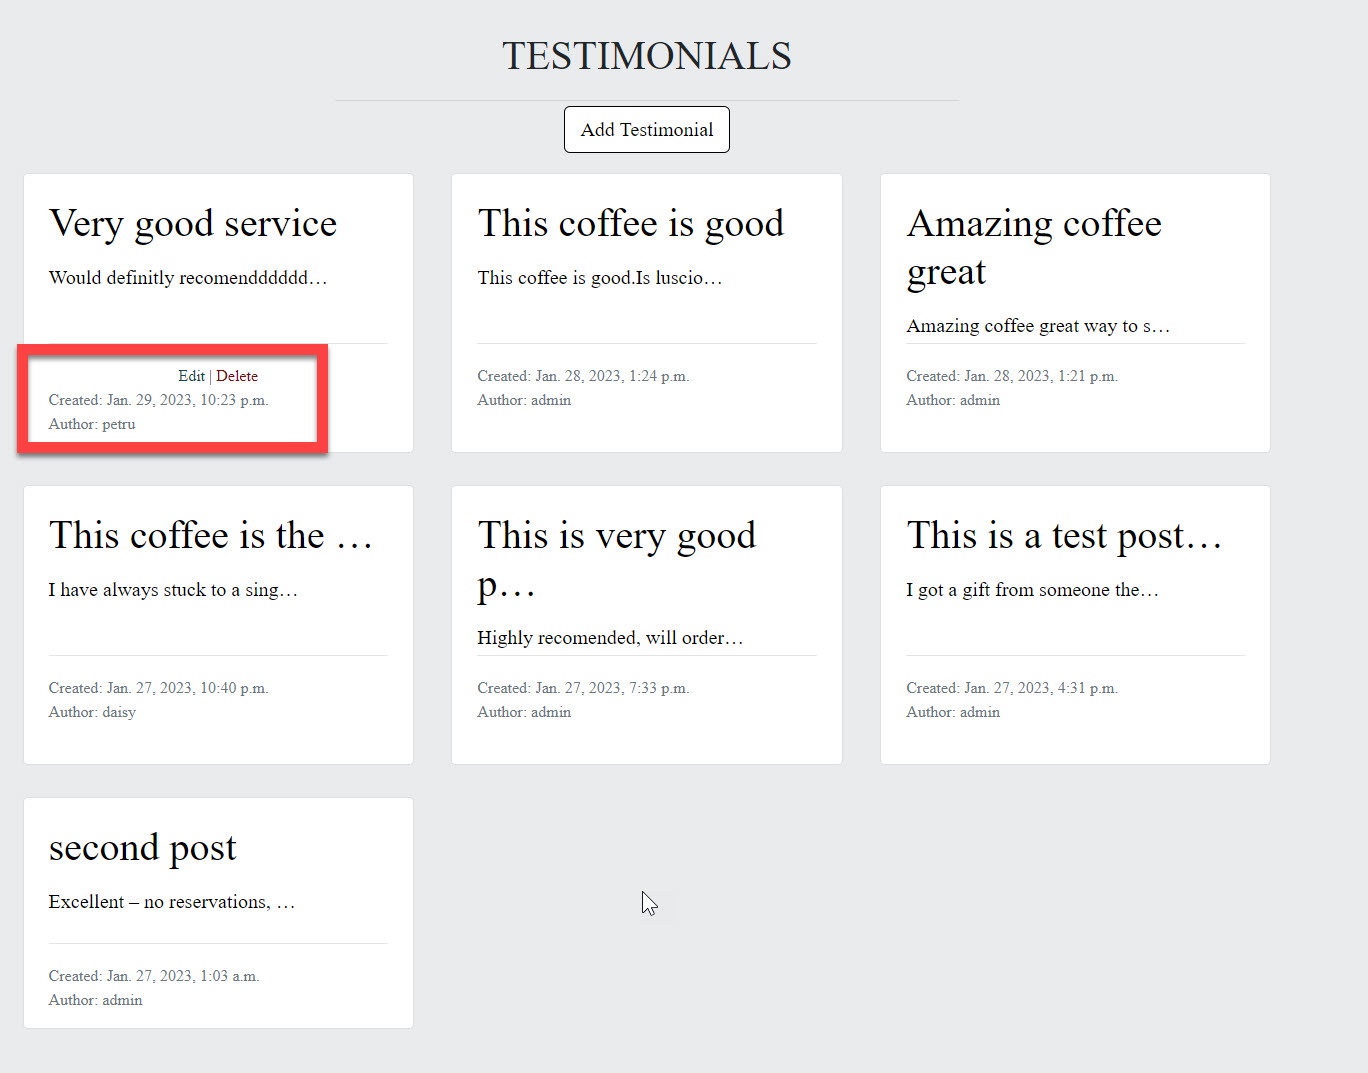 TESTIMONIALS
Add Testimonial
Very good service
Would definitly recomendddddd…
Edit | Delete
Created: Jan. 29, 2023, 10:23 p.m.
Author: petru
This coffee is good
This coffee is good.Is luscio…
Created: Jan. 28, 2023, 1:24 p.m.
Author: admin
Amazing coffee
great
Amazing coffee great way to s…
Created: Jan. 28, 2023, 1:21 p.m.
Author: admin
This coffee is the …
I have always stuck to a sing…
Created: Jan. 27, 2023, 10:40 p.m.
Author: daisy
This is very good
p…
Highly recomended, will order…
Created: Jan. 27, 2023, 7:33 p.m.
Author: admin
This is a test post…
I got a gift from someone the…
Created: Jan. 27, 2023, 4:31 p.m.
Author: admin
second post
Excellent – no reservations, …
Created: Jan. 27, 2023, 1:03 a.m.
Author: admin